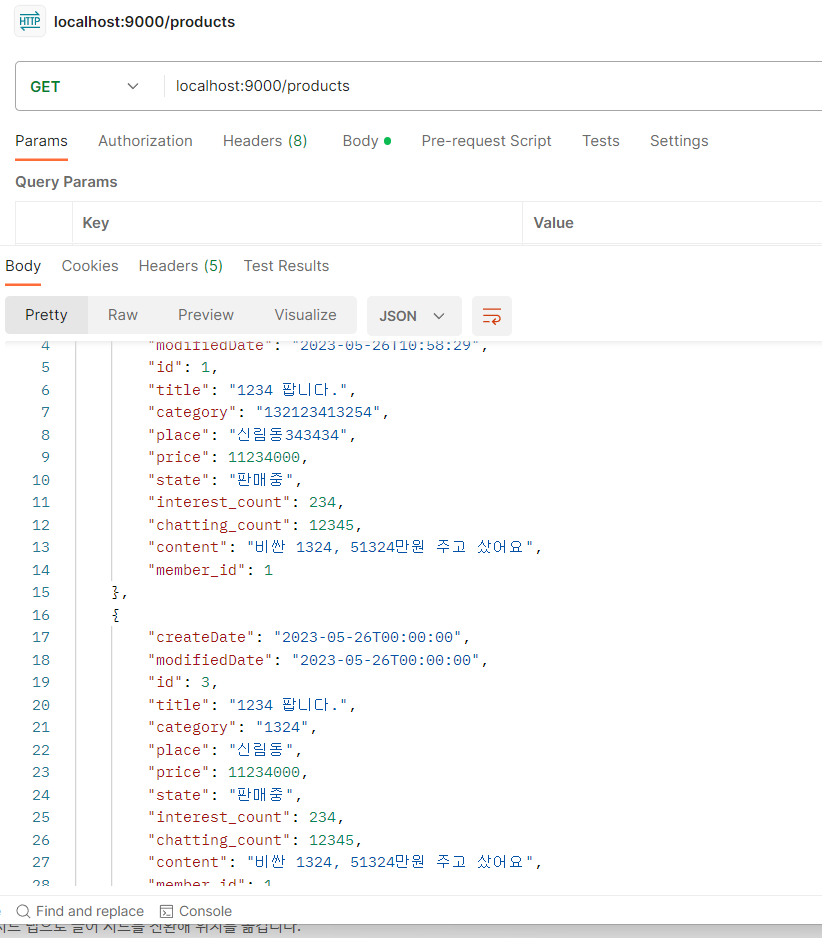 HTTP localhost:9000/products
GET localhost:9000/products
Params Authorization Headers (8) Body Pre-request Script Tests Settings
Query Params
Key Value
Body Cookies Headers (5) Test Results
Pretty Raw Preview Visualize JSON
4 "modifiedDate": "2023-05-26T10:58:29",
5 "id": 1,
6 "title": "1234 팝니다.",
7 "category": "132123413254",
8 "place": "신림동343434",
9 "price": 11234000,
10 "state": "판매중",
11 "interest_count": 234,
12 "chatting_count": 12345,
13 "content": "비싼 1324, 51324만원 주고 샀어요",
14 "member_id": 1
15 },
16 {
17 "createDate": "2023-05-26T00:00:00",
18 "modifiedDate": "2023-05-26T00:00:00",
19 "id": 3,
20 "title": "1234 팝니다.",
21 "category": "1324",
22 "place": "신림동",
23 "price": 11234000,
24 "state": "판매중",
25 "interest_count": 234,
26 "chatting_count": 12345,
27 "content": "비싼 1324, 51324만원 주고 샀어요",
28 "member_id": 1
Find and replace Console